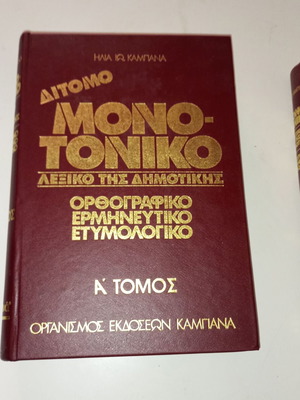 ΗΛΙΑ ΙΩ. ΚΑΜΠΑΝΑ
ΔΙΤΟΜΟ
ΜΟΝΟ-
ΤΟΝΙΚΟ
ΛΕΞΙΚΟ ΤΗΣ ΔΗΜΟΤΙΚΗΣ
ΟΡΘΟΓΡΑΦΙΚΟ
ΕΡΜΗΝΕΥΤΙΚΟ
ΕΤΥΜΟΛΟΓΙΚΟ
Α΄ ΤΟΜΟΣ
ΟΡΓΑΝΙΣΜΟΣ ΕΚΔΟΣΕΩΝ ΚΑΜΠΑΝΑ